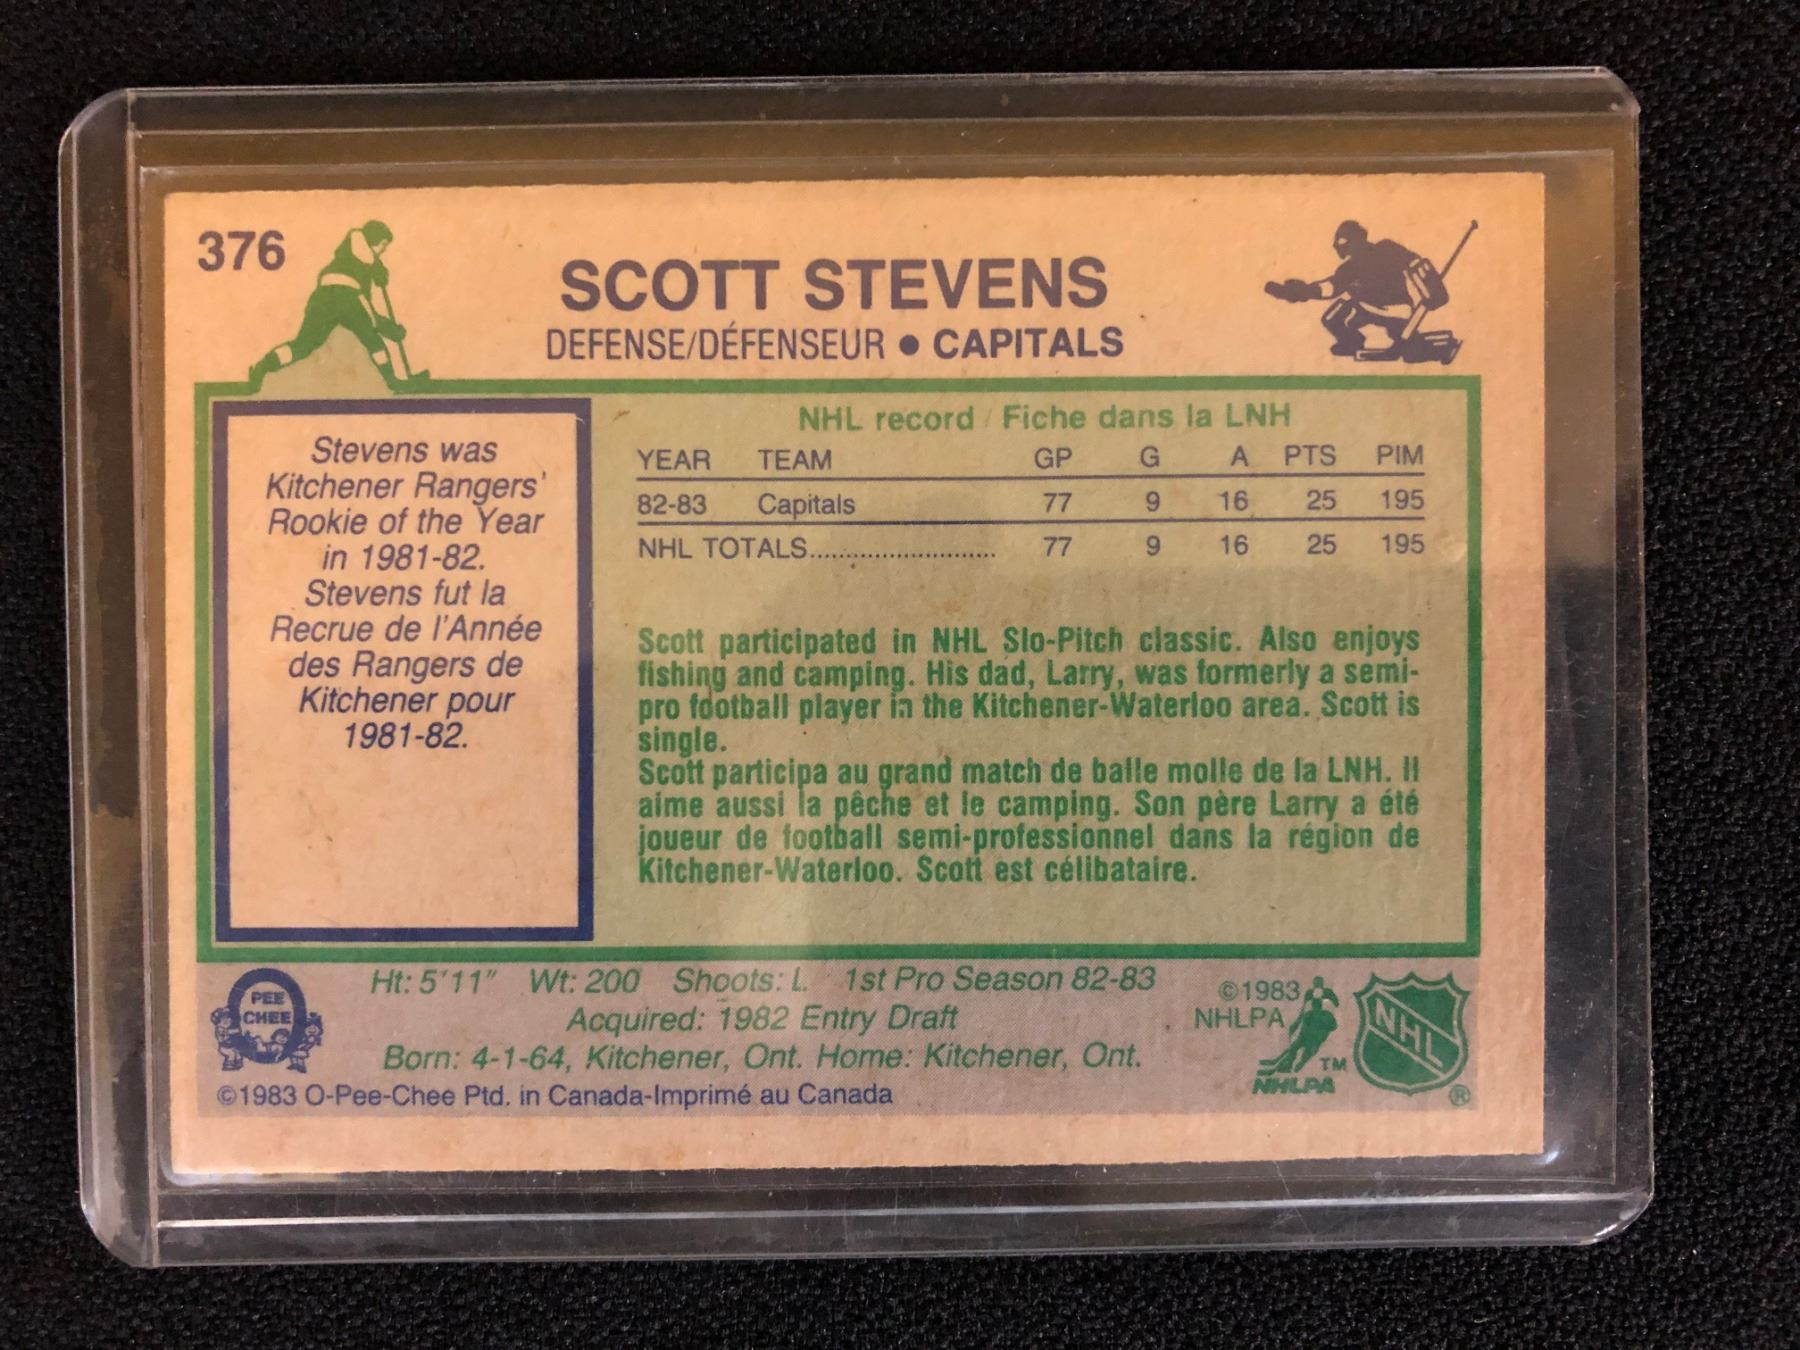 376
SCOTT STEVENS
DEFENSE/DÉFENSEUR ● CAPITALS
Stevens was
Kitchener Rangers'
Rookie of the Year
in 1981-82.
Stevens fut la
Recrue de l'Année
des Rangers de
Kitchener pour
1981-82.
NHL record / Fiche dans la LNH
YEAR TEAM GP G A PTS PIM
82-83 Capitals 77 9 16 25 195
NHL TOTALS.......................... 77 9 16 25 195
Scott participated in NHL Slo-Pitch classic. Also enjoys
fishing and camping. His dad, Larry, was formerly a semi-
pro football player in the Kitchener-Waterloo area. Scott is
single.
Scott participa au grand match de balle molle de la LNH. Il
aime aussi la pêche et le camping. Son père Larry a été
joueur de football semi-professionnel dans la région de
Kitchener-Waterloo. Scott est célibataire.
PEE
CHEE
Ht: 5'11" Wt: 200 Shoots: L. 1st Pro Season 82-83
Acquired: 1982 Entry Draft
Born: 4-1-64, Kitchener, Ont. Home: Kitchener, Ont.
©1983 O-Pee-Chee Ptd. in Canada-Imprimé au Canada
©1983
NHLPA
TM
NHLPA
NHL
®